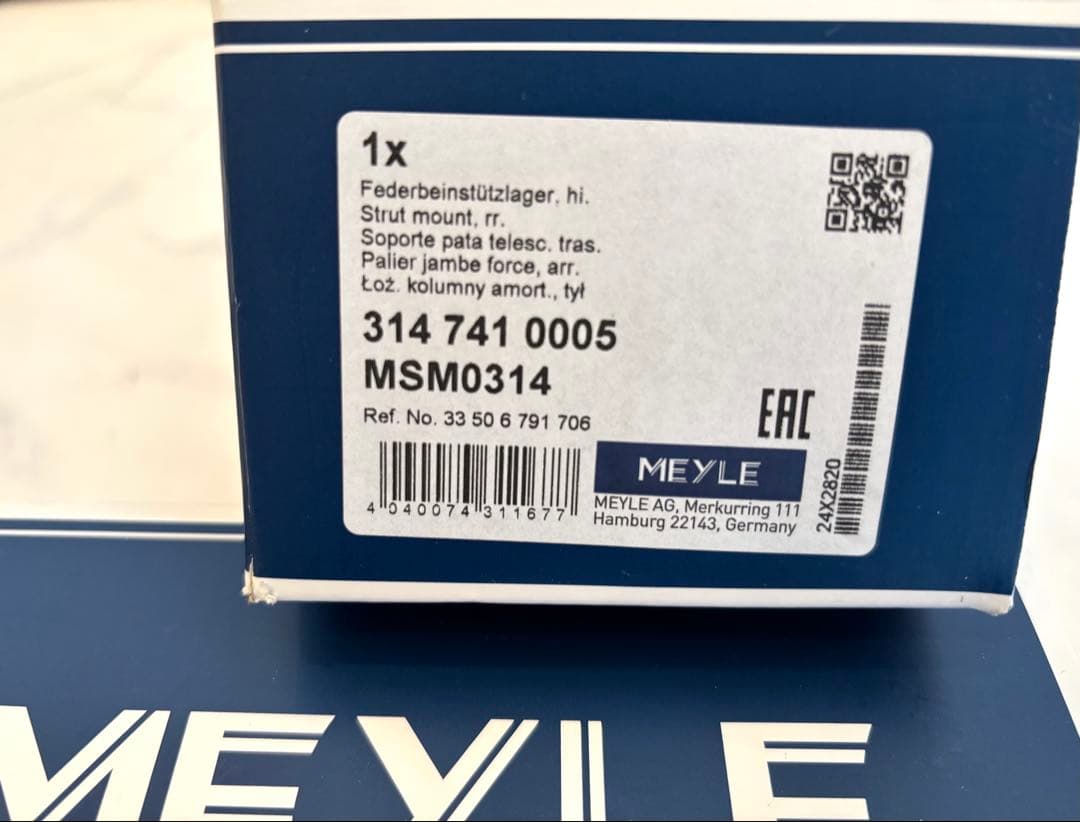 1x
Federbeinstützlager, hi.
Strut mount, rr.
Soporte pata telesc. tras.
Palier jambe force, arr.
Łoż. kolumny amort., tył
314 741 0005
MSM0314
Ref. No. 33 50 6 791 706
EAC
4 040074 311677
MEYLE
MEYLE AG, Merkurring 111
Hamburg 22143, Germany
24X2820
MEYLE